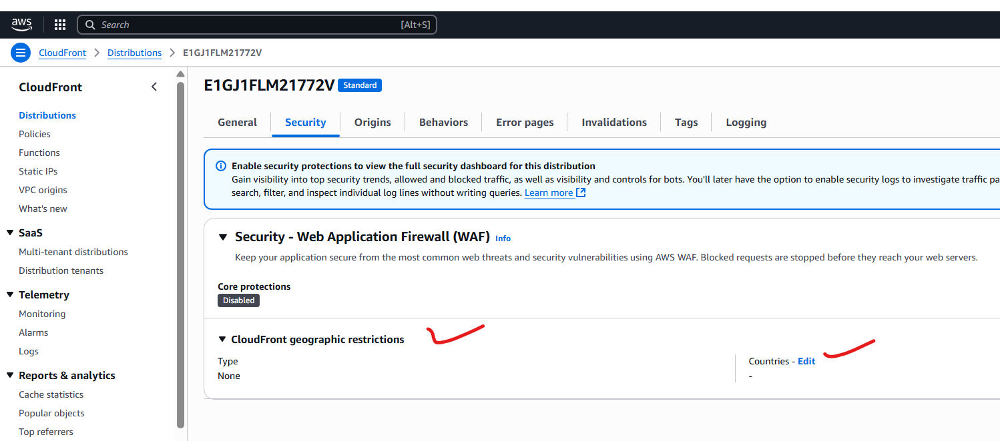 aws
Search [Alt+S]
CloudFront > Distributions > E1GJ1FLM21772V
CloudFront
Distributions
Policies
Functions
Static IPs
VPC origins
What's new
SaaS
Multi-tenant distributions
Distribution tenants
Telemetry
Monitoring
Alarms
Logs
Reports & analytics
Cache statistics
Popular objects
Top referrers
E1GJ1FLM21772V Standard
General Security Origins Behaviors Error pages Invalidations Tags Logging
Enable security protections to view the full security dashboard for this distribution
Gain visibility into top security trends, allowed and blocked traffic, as well as visibility and controls for bots. You'll later have the option to enable security logs to investigate traffic pa
search, filter, and inspect individual log lines without writing queries. Learn more
Security - Web Application Firewall (WAF) Info
Keep your application secure from the most common web threats and security vulnerabilities using AWS WAF. Blocked requests are stopped before they reach your web servers.
Core protections
Disabled
CloudFront geographic restrictions
Type
None
Countries - Edit
-